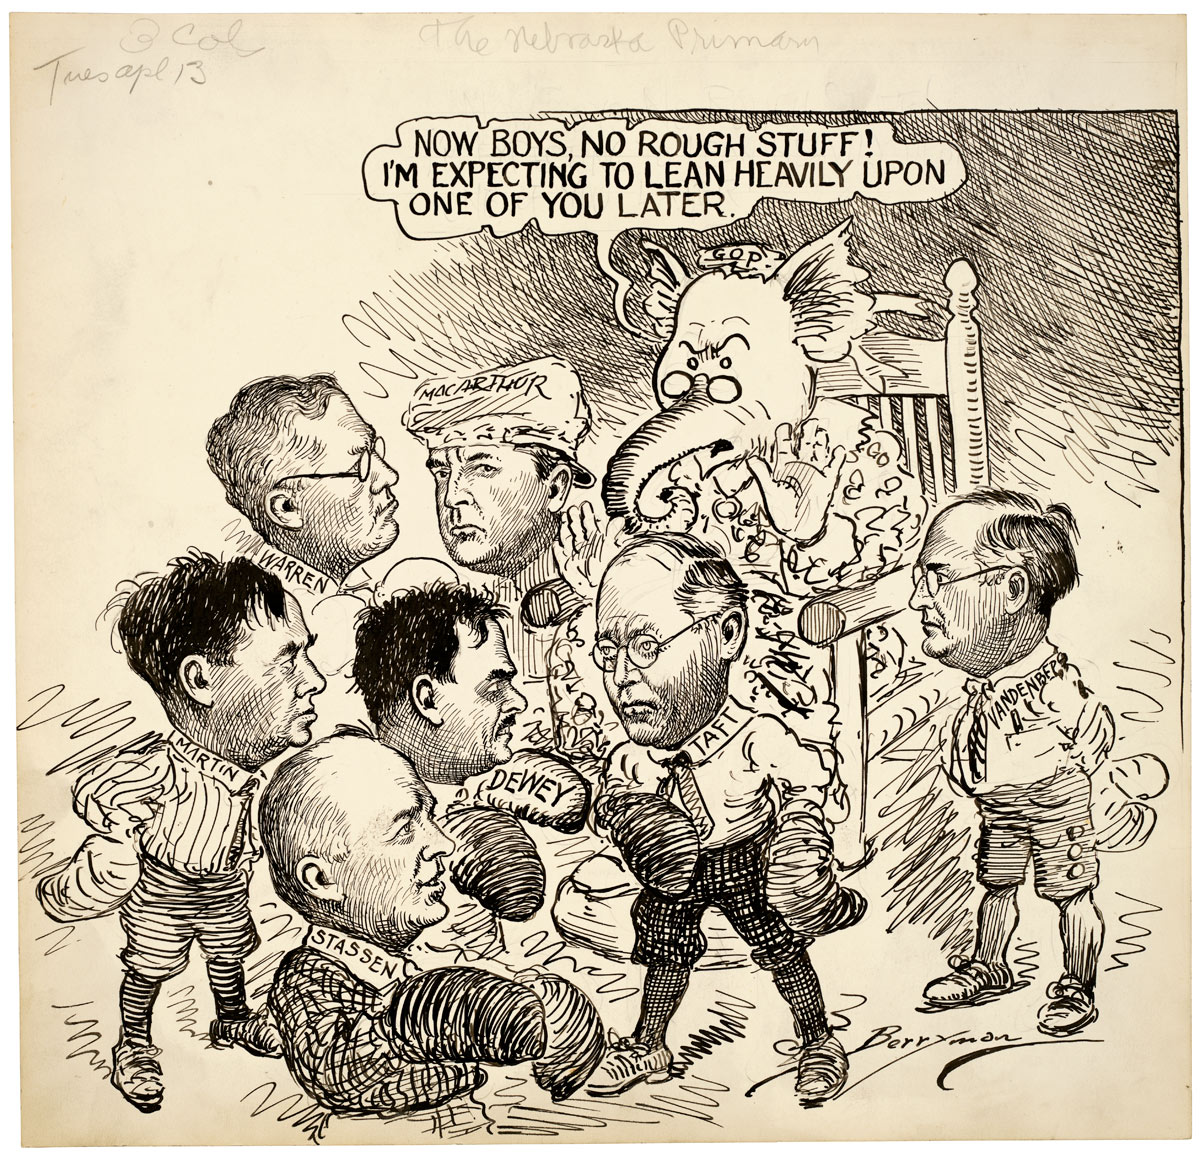 3 Col
The Nebraska Primary
Tues apl 13
NOW BOYS, NO ROUGH STUFF!
I'M EXPECTING TO LEAN HEAVILY UPON
ONE OF YOU LATER.
GOP.
MACARTHUR
WARREN
MARTIN
DEWEY
TAFT
VANDENBERG
STASSEN
Berryman